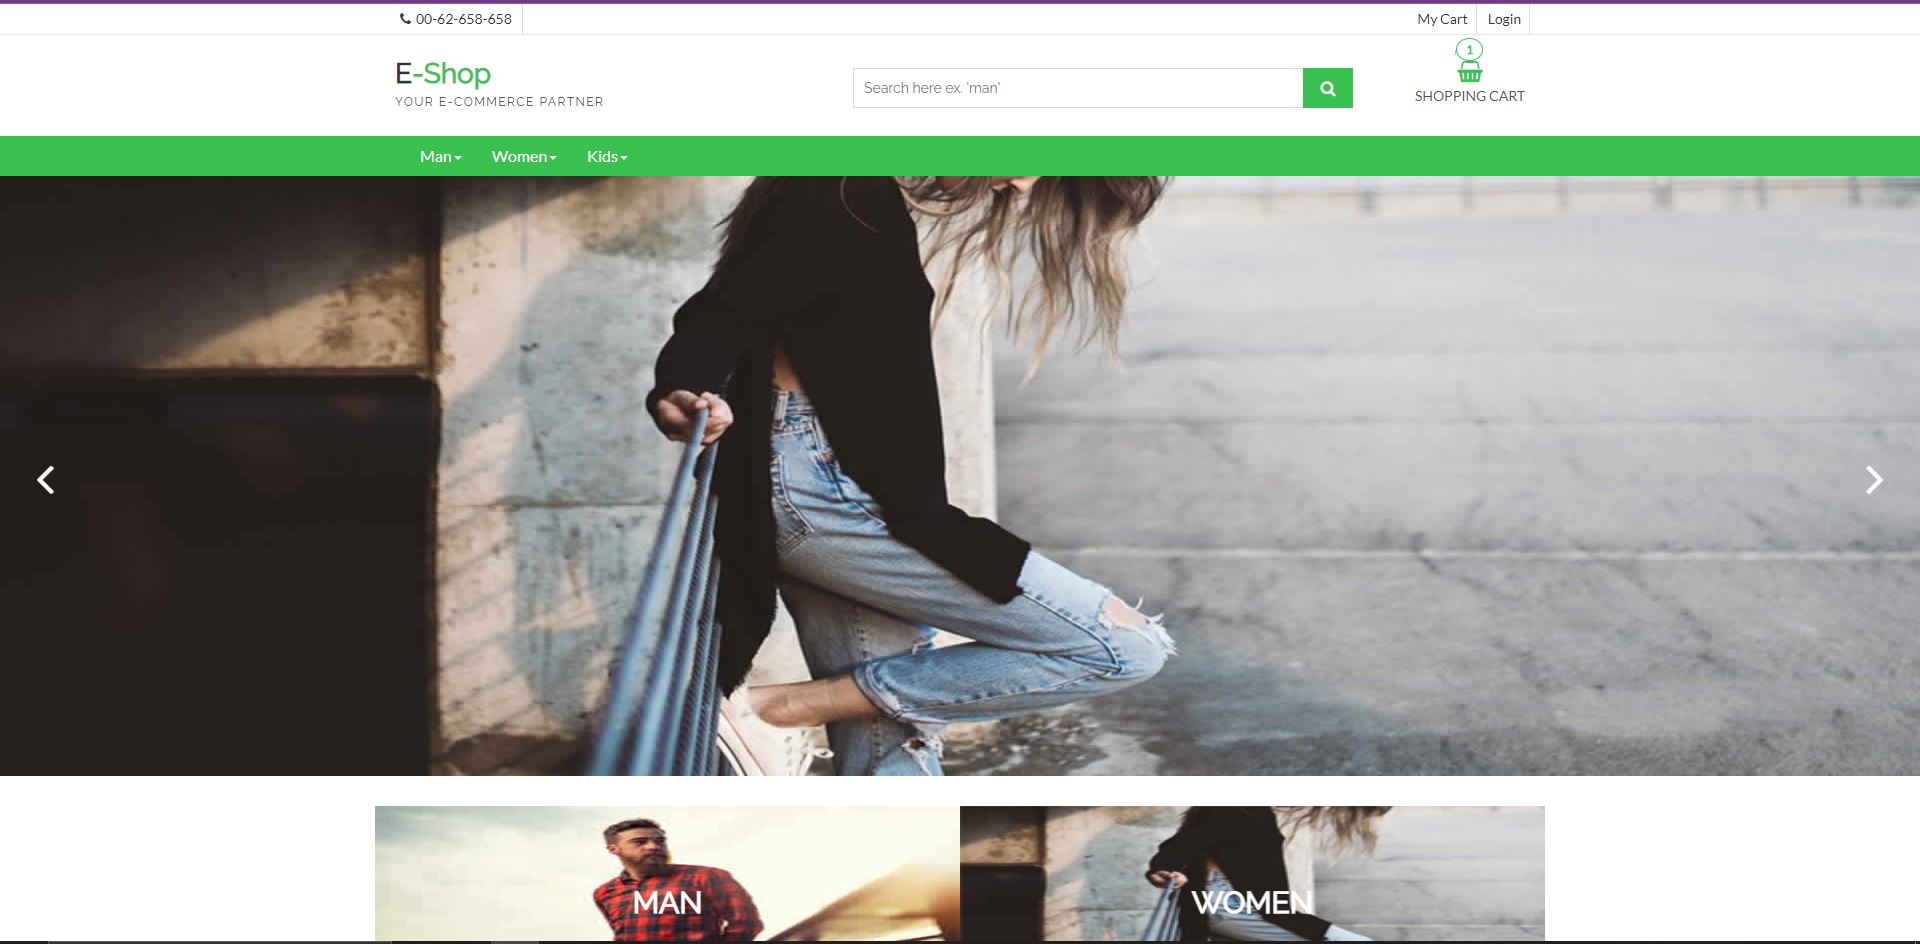 00-62-658-658
My Cart
Login
E-Shop
YOUR E-COMMERCE PARTNER
Search here ex. 'man'
1
SHOPPING CART
Man
Women
Kids
MAN
WOMEN